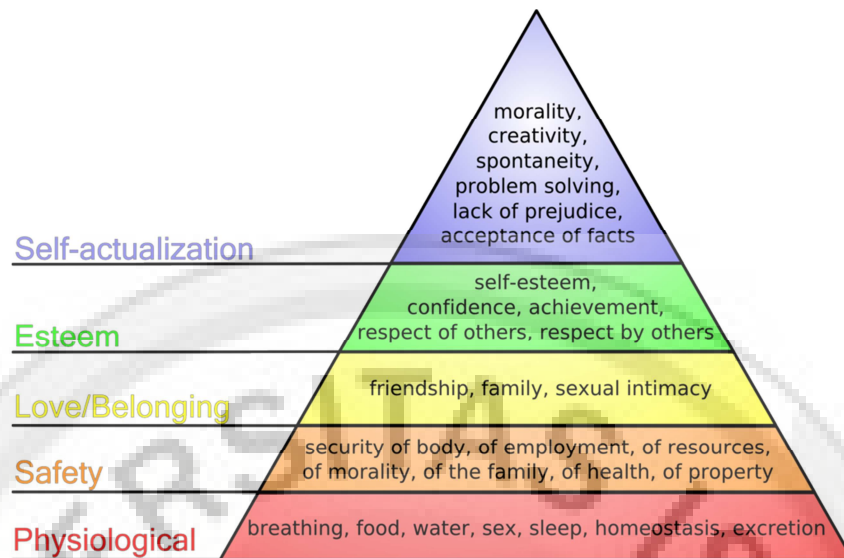 morality,
creativity,
spontaneity,
problem solving,
lack of prejudice,
acceptance of facts
Self-actualization
self-esteem,
confidence, achievement,
respect of others, respect by others
Esteem
friendship, family, sexual intimacy
Love/Belonging
security of body, of employment, of resources,
of morality, of the family, of health, of property
Safety
breathing, food, water, sex, sleep, homeostasis, excretion
Physiological
RSITAS